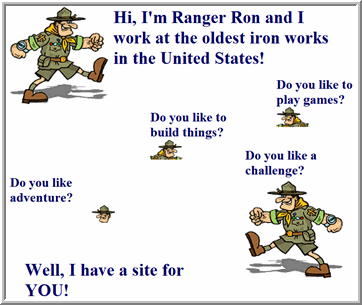 Hi, I'm Ranger Ron and I
work at the oldest iron works
in the United States!
Do you like to
play games?
Do you like to
build things?
Do you like a
challenge?
Do you like
adventure?
Well, I have a site for
YOU!